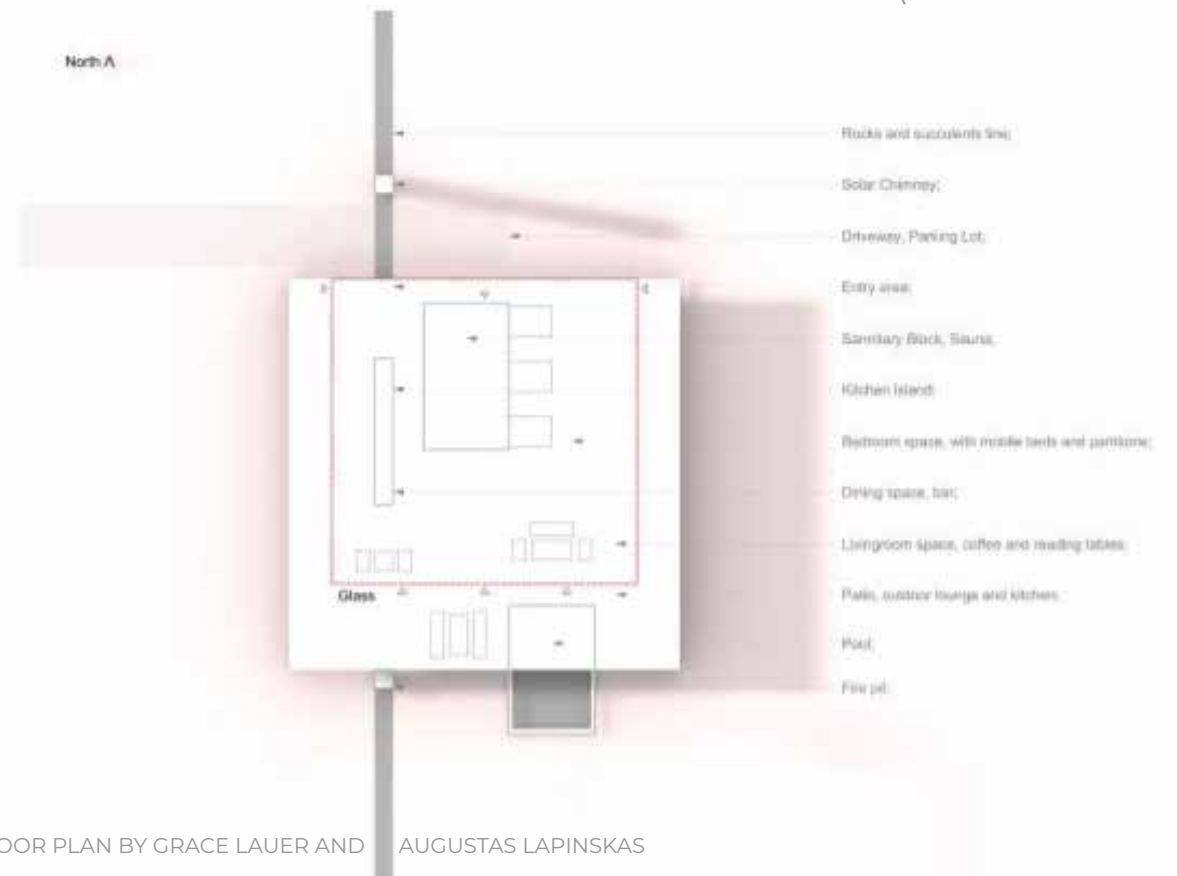 North Λ
Rocks and succulents line;
Solar Chimney;
Driveway, Parking Lot;
Entry area;
Sannitary Block, Sauna;
Kitchen Island;
Bedroom space, with mobile beds and partitions;
Dining space, bar;
Livingroom space, coffee and reading tables;
Patio, outdoor lounge and kitchen;
Pool;
Fire pit;
Glass
OOR PLAN BY GRACE LAUER AND AUGUSTAS LAPINSKAS